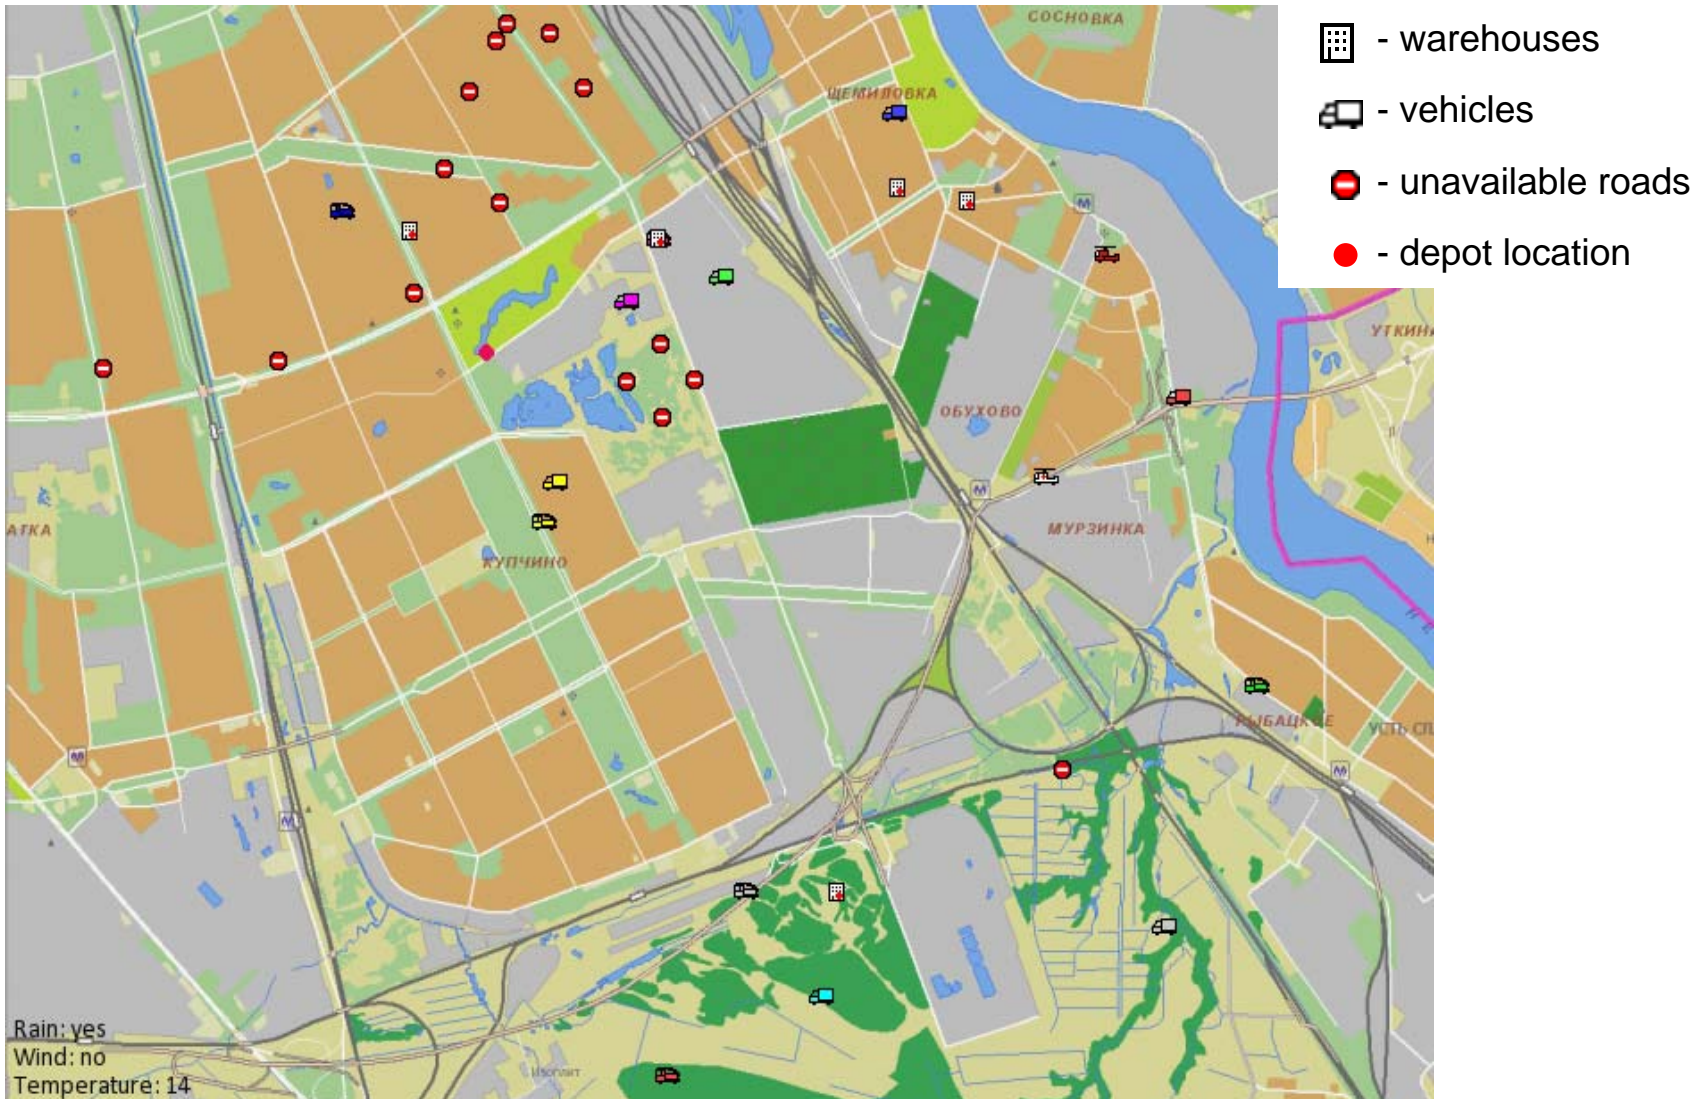 СОСНОВКА
- warehouses
ЩЕМИЛОВКА
- vehicles
- unavailable roads
- depot location
ОБУХОВО
АТКА
МУРЗИНКА
КУПЧИНО
РЫБАЦКОЕ
УСТЬ СЛ
Rain: yes
Wind: no
Temperature: 14